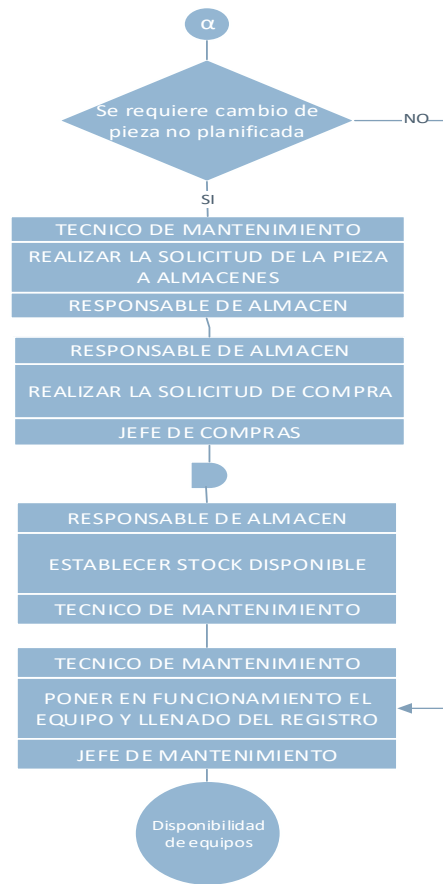 α
Se requiere cambio de
pieza no planificada
NO
SI
TECNICO DE MANTENIMIENTO
REALIZAR LA SOLICITUD DE LA PIEZA
A ALMACENES
RESPONSABLE DE ALMACEN
RESPONSABLE DE ALMACEN
REALIZAR LA SOLICITUD DE COMPRA
JEFE DE COMPRAS
RESPONSABLE DE ALMACEN
ESTABLECER STOCK DISPONIBLE
TECNICO DE MANTENIMIENTO
TECNICO DE MANTENIMIENTO
PONER EN FUNCIONAMIENTO EL
EQUIPO Y LLENADO DEL REGISTRO
JEFE DE MANTENIMIENTO
Disponibilidad
de equipos